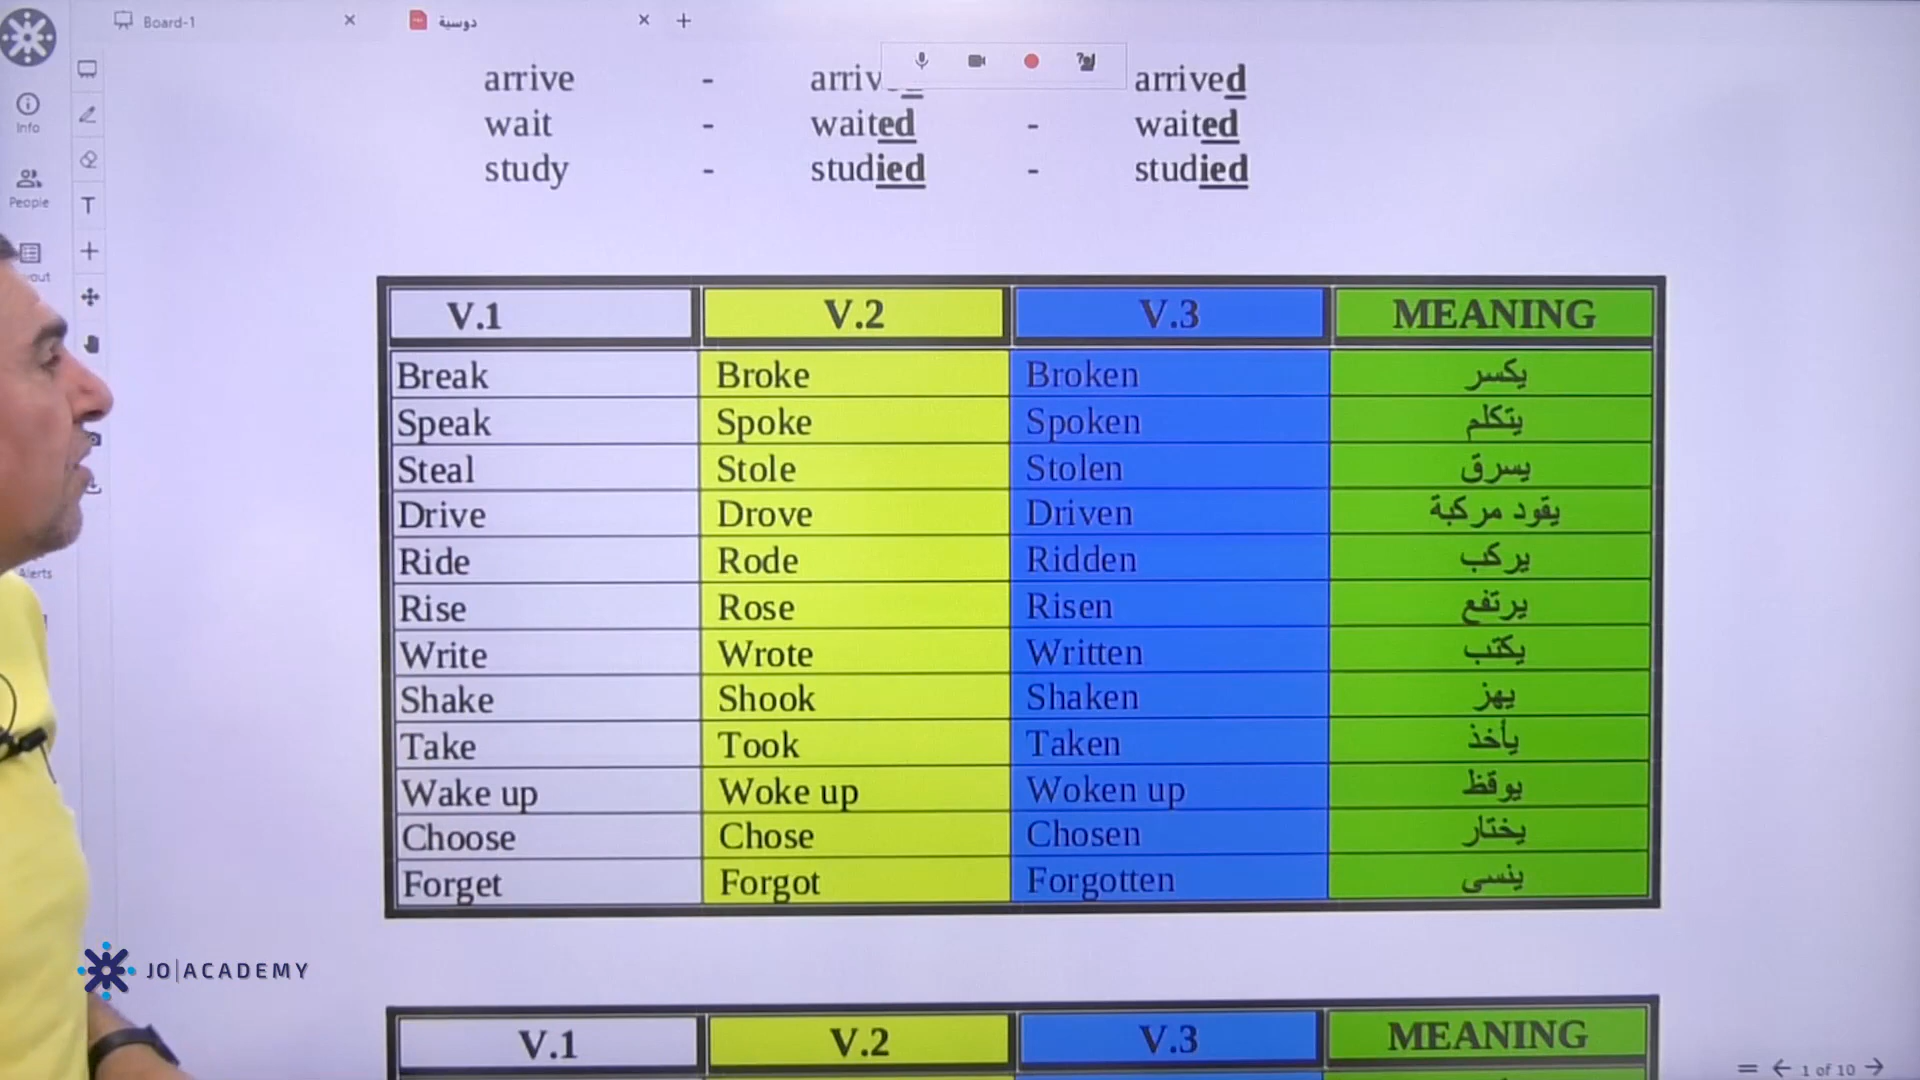 Board-1
دوسية
Info
People
Alerts
T
arrive - arrived
wait - waited - waited
study - studied - studied
V.1 V.2 V.3 MEANING
Break Broke Broken يكسر
Speak Spoke Spoken يتكلم
Steal Stole Stolen يسرق
Drive Drove Driven يقود مركبة
Ride Rode Ridden يركب
Rise Rose Risen يرتفع
Write Wrote Written يكتب
Shake Shook Shaken يهز
Take Took Taken يأخذ
Wake up Woke up Woken up يوقظ
Choose Chose Chosen يختار
Forget Forgot Forgotten ينسى
JO|ACADEMY
V.1 V.2 V.3 MEANING
1 of 10